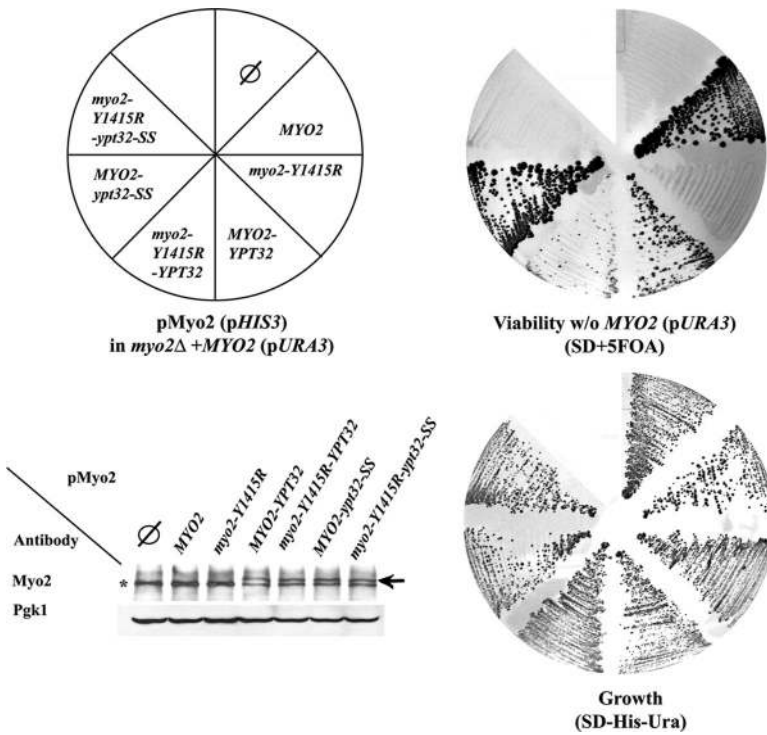 ∅
MYO2
myo2-Y1415R
MYO2-
YPT32
myo2-
Y1415R
-YPT32
MYO2-
ypt32-SS
myo2-
Y1415R
-ypt32-SS
pMyo2 (pHIS3)
in myo2Δ +MYO2 (pURA3)
Viability w/o MYO2 (pURA3)
(SD+5FOA)
pMyo2
Antibody
∅
MYO2
myo2-Y1415R
MYO2-YPT32
myo2-Y1415R-YPT32
MYO2-ypt32-SS
myo2-Y1415R-ypt32-SS
Myo2
*
Pgk1
Growth
(SD-His-Ura)